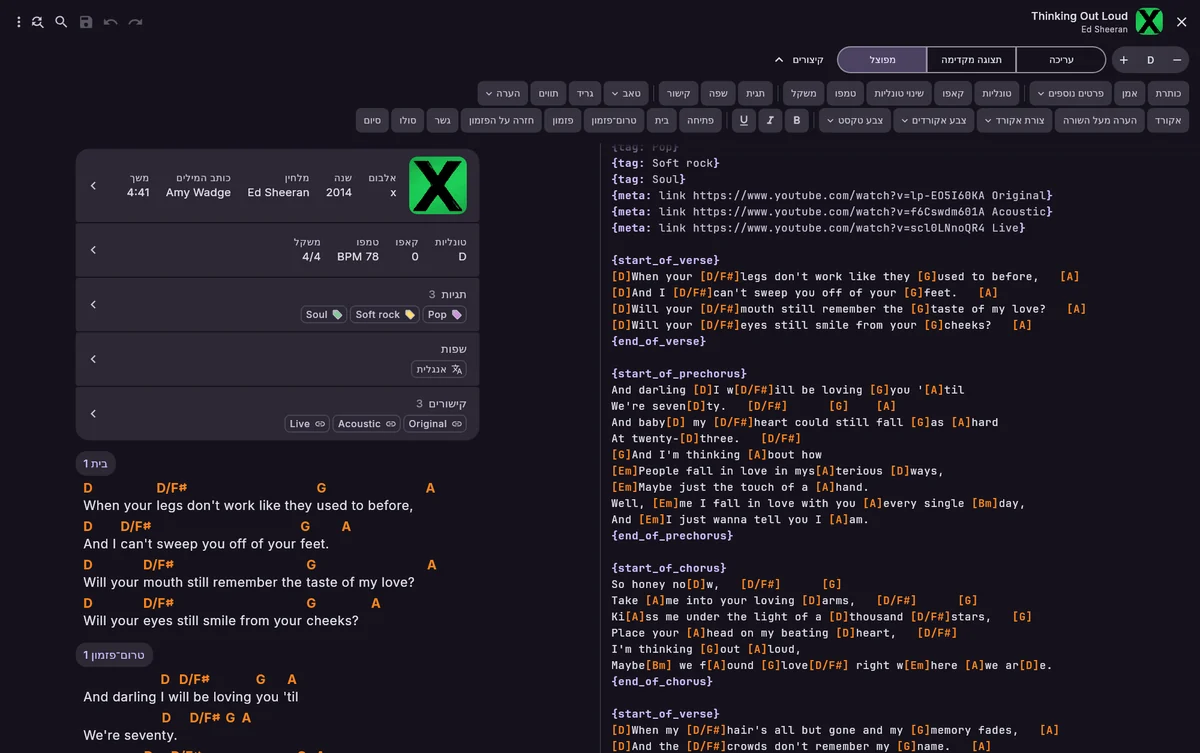 Thinking Out Loud
Ed Sheeran
קיצורים
מפוצל
תצוגה מקדימה
עריכה
+ D −
כותרת
אמן
פרטים נוספים
טונליות
קאפו
שינוי טונליות
טמפו
משקל
תגית
שפה
קישור
טאב
גריד
תווים
הערה
אקורד
הערה מעל השורה
צורת אקורד
צבע אקורדים
צבע טקסט
B
I
U
פתיחה
בית
טרום־פזמון
פזמון
חזרה על הפזמון
גשר
סולו
סיום
אלבום
x
שנה
2014
מלחין
Ed Sheeran
כותב המילים
Amy Wadge
משך
4:41
טונליות
D
קאפו
0
טמפו
78 BPM
משקל
4/4
תגיות 3
Pop
Soft rock
Soul
שפות
אנגלית
קישורים 3
Original
Acoustic
Live
בית 1
D D/F# G A
When your legs don't work like they used to before,
D D/F# G A
And I can't sweep you off of your feet.
D D/F# G A
Will your mouth still remember the taste of my love?
D D/F# G A
Will your eyes still smile from your cheeks?
טרום־פזמון 1
D D/F# G A
And darling I will be loving you 'til
D D/F# G A
We're seventy.
{tag: Pop}
{tag: Soft rock}
{tag: Soul}
{meta: link https://www.youtube.com/watch?v=lp-EO5I60KA Original}
{meta: link https://www.youtube.com/watch?v=f6Cswdm601A Acoustic}
{meta: link https://www.youtube.com/watch?v=scl0LNnoQR4 Live}
{start_of_verse}
[D]When your [D/F#]legs don't work like they [G]used to before, [A]
[D]And I [D/F#]can't sweep you off of your [G]feet. [A]
[D]Will your [D/F#]mouth still remember the [G]taste of my love? [A]
[D]Will your [D/F#]eyes still smile from your [G]cheeks? [A]
{end_of_verse}
{start_of_prechorus}
And darling [D]I w[D/F#]ill be loving [G]you '[A]til
We're seven[D]ty. [D/F#] [G] [A]
And baby[D] my [D/F#]heart could still fall [G]as [A]hard
At twenty-[D]three. [D/F#]
[G]And I'm thinking [A]bout how
[Em]People fall in love in mys[A]terious [D]ways,
[Em]Maybe just the touch of a [A]hand.
Well, [Em]me I fall in love with you [A]every single [Bm]day,
And [Em]I just wanna tell you I [A]am.
{end_of_prechorus}
{start_of_chorus}
So honey no[D]w, [D/F#] [G]
Take [A]me into your loving [D]arms, [D/F#] [G]
Ki[A]ss me under the light of a [D]thousand [D/F#]stars, [G]
Place your [A]head on my beating [D]heart, [D/F#]
I'm thinking [G]out [A]loud,
Maybe[Bm] we f[A]ound [G]love[D/F#] right w[Em]here [A]we ar[D]e.
{end_of_chorus}
{start_of_verse}
[D]When my [D/F#]hair's all but gone and my [G]memory fades, [A]
[D]And the [D/F#]crowds don't remember my [G]name. [A]